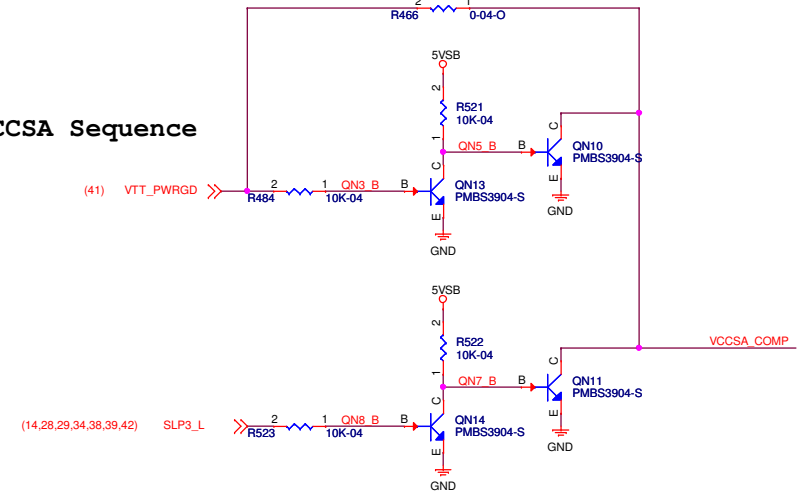 2 1
R466 0-04-O
5VSB
CCSA Sequence
2
R521
10K-04
1
QN5_B B
C
QN10
PMBS3904-S
E
GND
(41) VTT_PWRGD
2 1 QN3_B B
R484 10K-04
C
QN13
PMBS3904-S
E
GND
5VSB
2
R522
10K-04
1
QN7_B B
C
QN11
PMBS3904-S
E
GND
VCCSA_COMP
(14,28,29,34,38,39,42) SLP3_L
2 1 QN8_B B
R523 10K-04
C
QN14
PMBS3904-S
E
GND